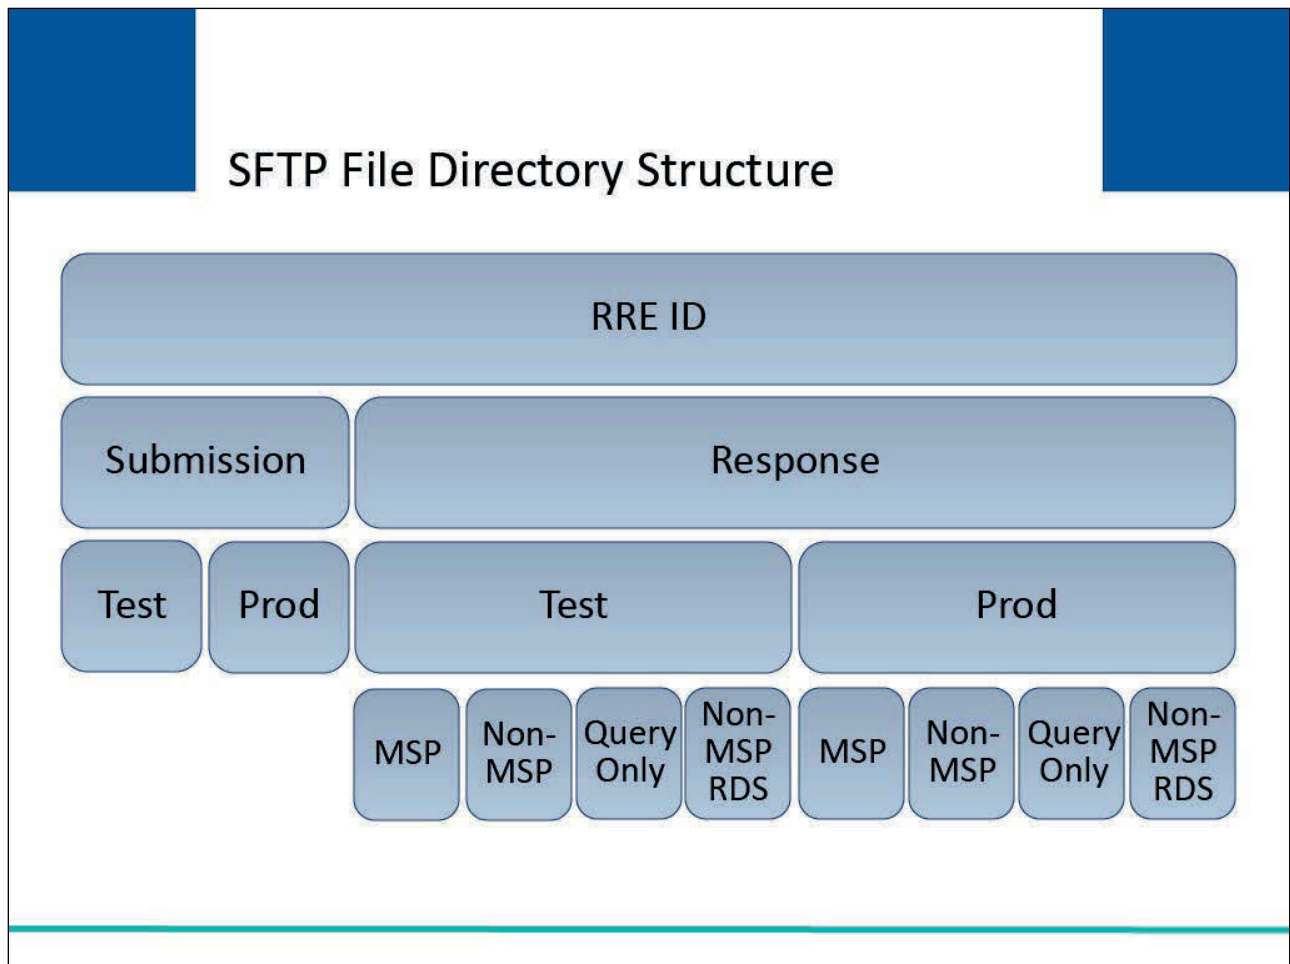 SFTP File Directory Structure
RRE ID
Submission
Response
Test
Prod
Test
Prod
MSP
Non-
MSP
Query
Only
Non-
MSP
RDS
MSP
Non-
MSP
Query
Only
Non-
MSP
RDS